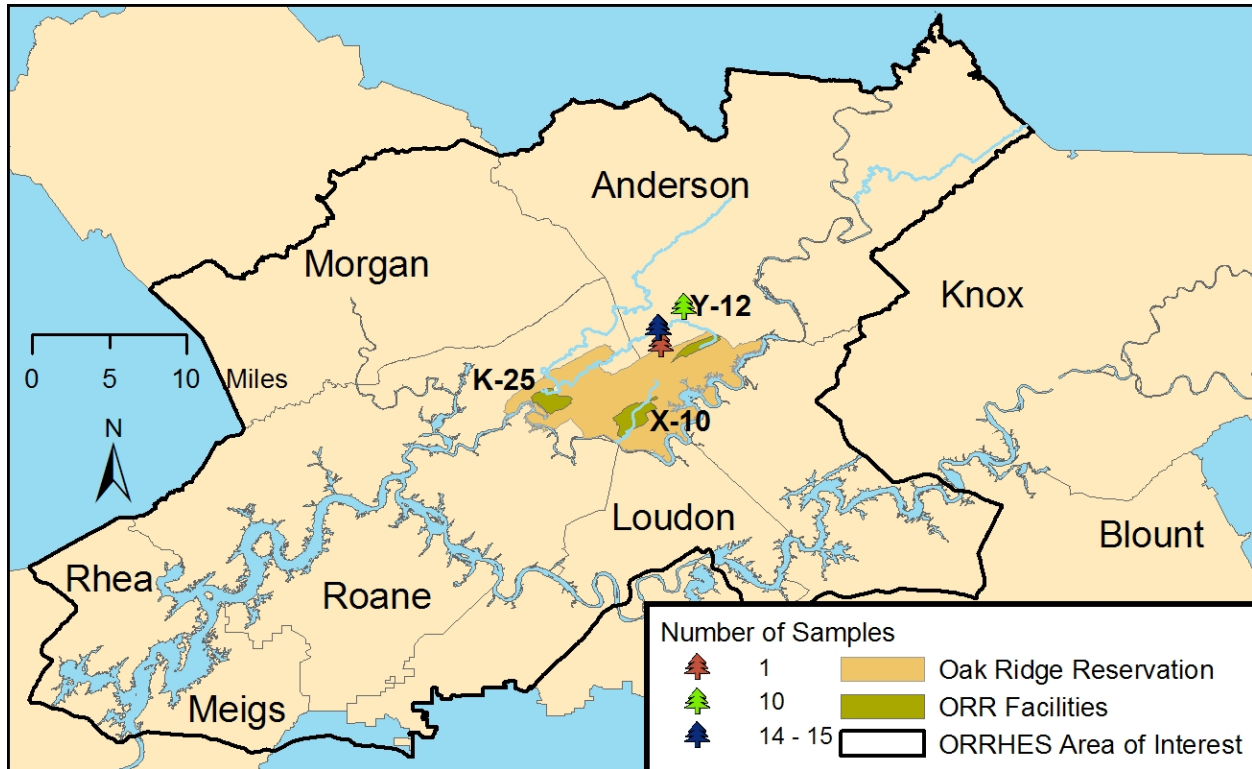 Anderson
Morgan
Knox
Y-12
0 5 10 Miles
K-25
X-10
N
Loudon
Blount
Rhea
Roane
Meigs
Number of Samples
1 Oak Ridge Reservation
10 ORR Facilities
14 - 15 ORRHES Area of Interest